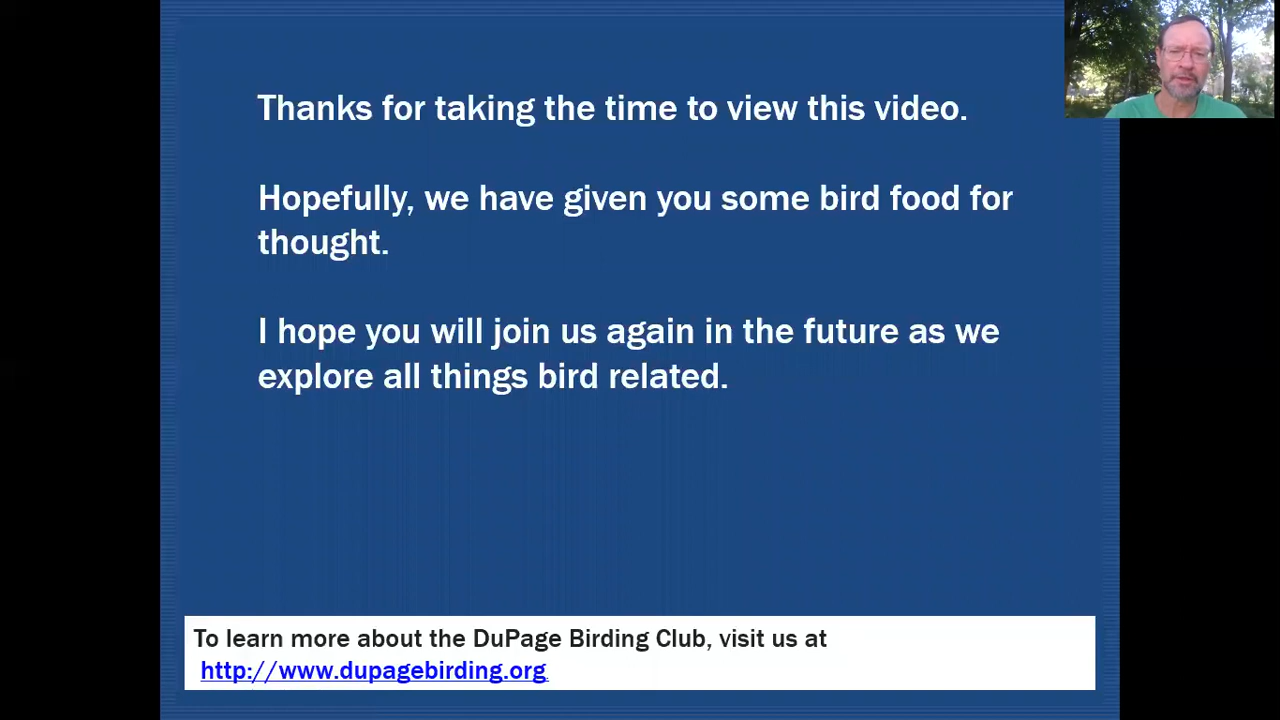 Thanks for taking the time to view this video.
Hopefully, we have given you some bird food for
thought.
I hope you will join us again in the future as we
explore all things bird related.
To learn more about the DuPage Birding Club, visit us at
http://www.dupagebirding.org